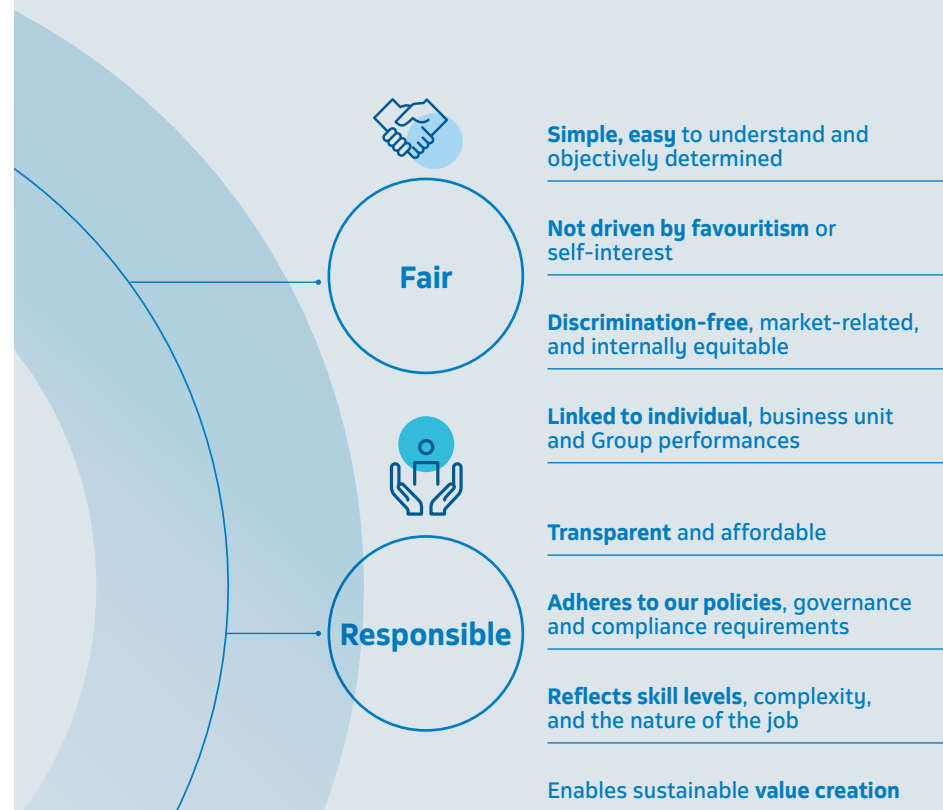 Fair
Simple, easy to understand and
objectively determined
Not driven by favouritism or
self-interest
Discrimination-free, market-related,
and internally equitable
Linked to individual, business unit
and Group performances
Responsible
Transparent and affordable
Adheres to our policies, governance
and compliance requirements
Reflects skill levels, complexity,
and the nature of the job
Enables sustainable value creation